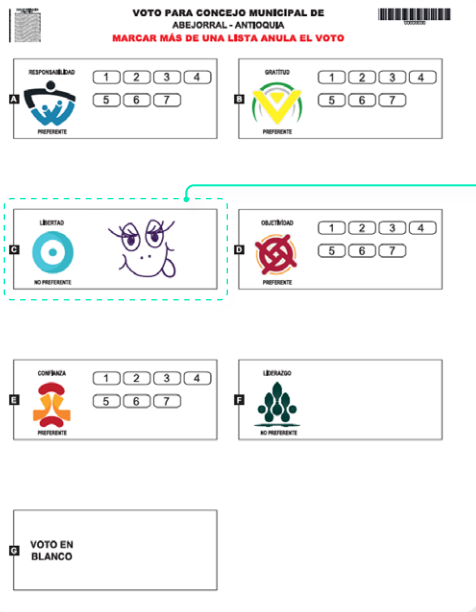 VOTO PARA CONCEJO MUNICIPAL DE
ABEJORRAL - ANTIOQUIA
MARCAR MÁS DE UNA LISTA ANULA EL VOTO
RESPONSABILIDAD
1 2 3 4
A
5 6 7
PREFERENTE
GRATITUD
1 2 3 4
B
5 6 7
PREFERENTE
LIBERTAD
C
NO PREFERENTE
OBJETIVIDAD
1 2 3 4
D
5 6 7
PREFERENTE
CONFIANZA
1 2 3 4
E
5 6 7
PREFERENTE
LIDERAZGO
F
NO PREFERENTE
G
VOTO EN
BLANCO